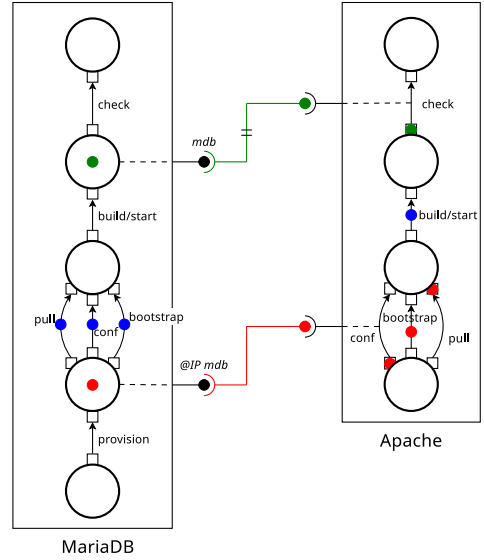 check
check
mdb
build/start
build/start
pull
conf
bootstrap
bootstrap
conf
pull
@IP mdb
provision
Apache
MariaDB